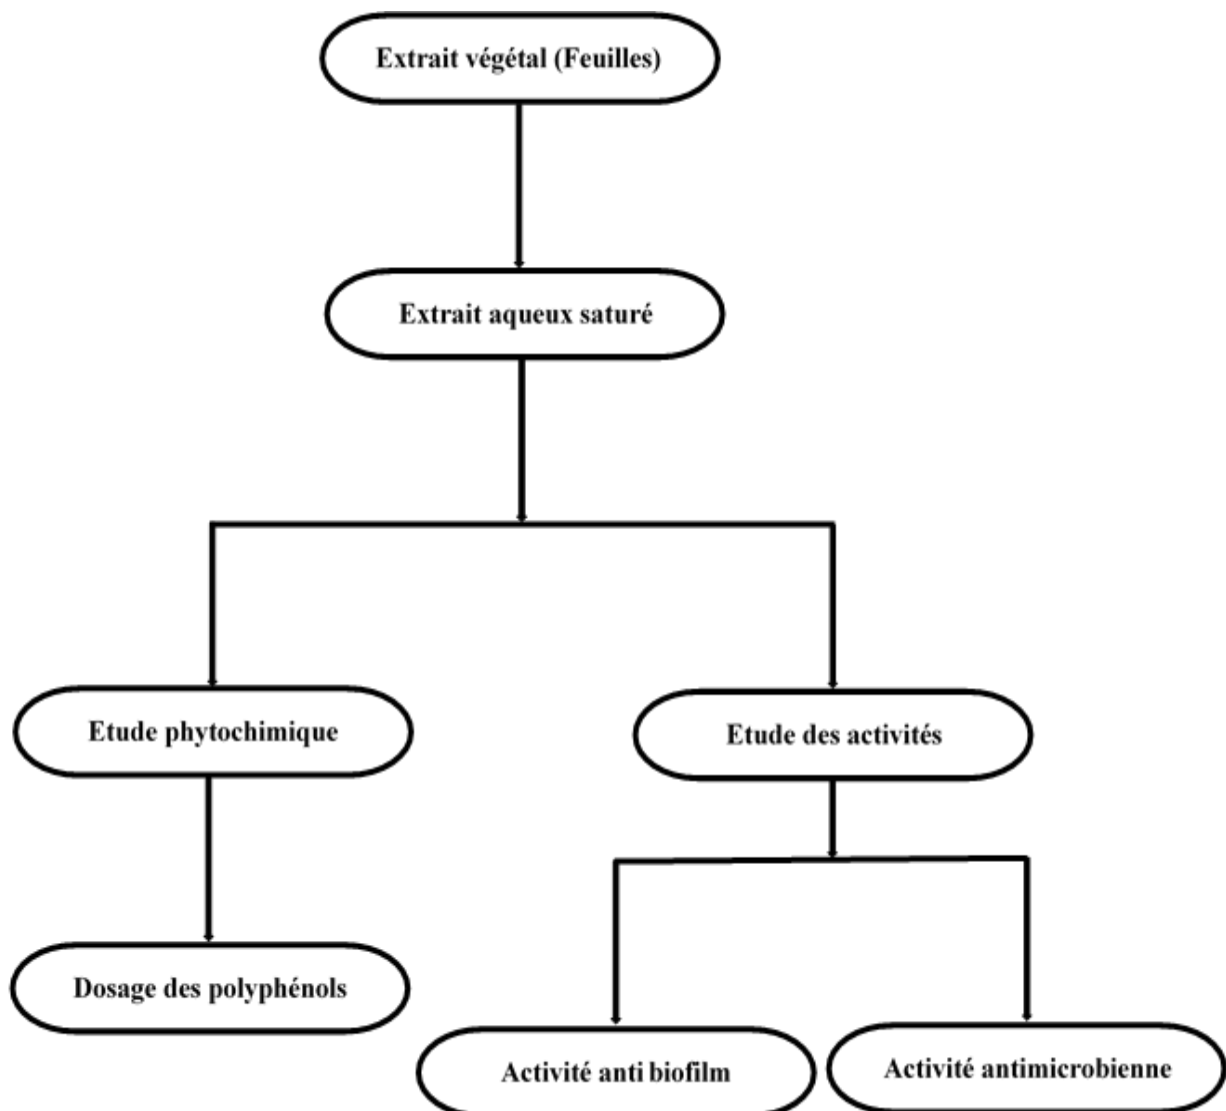 Extrait végétal (Feuilles)
Extrait aqueux saturé
Etude phytochimique
Etude des activités
Dosage des polyphénols
Activité anti biofilm
Activité antimicrobienne